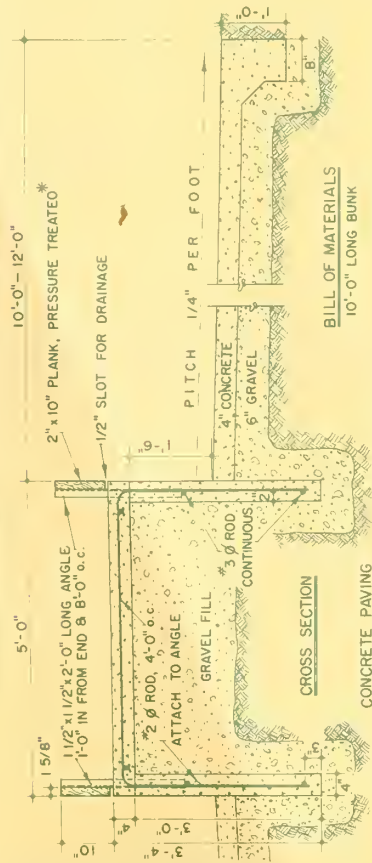 10'-0"-12'-0"
5'-0"
1 5/8"
1 1/2"x1 1/2"x2'-0" LONG ANGLE
1'-0" IN FROM END & 8'-0" o.c.
2"x10" PLANK, PRESSURE TREATED*
1/2" SLOT FOR DRAINAGE
10"
4"
3'-0"
3'-4"
#2 Ø ROD, 4'-0" o.c.
ATTACH TO ANGLE
GRAVEL FILL
1'-6"
PITCH 1/4" PER FOOT
4" CONCRETE
6" GRAVEL
#3 Ø ROD
CONTINUOUS
2"
3"
4"
8"
1'-0"
CROSS SECTION
CONCRETE PAVING
BILL OF MATERIALS
10'-0" LONG BUNK